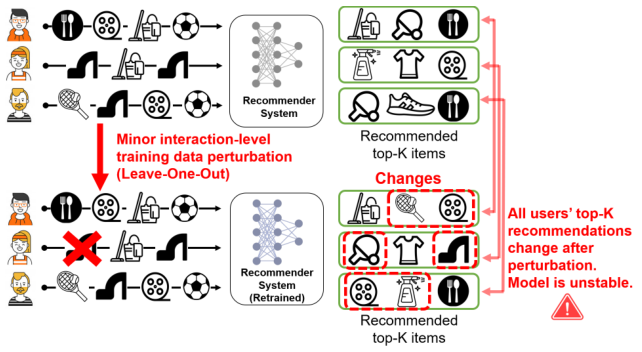 Recommender
System
Recommended
top-K items
Minor interaction-level
training data perturbation
(Leave-One-Out)
Changes
Recommender
System
(Retrained)
All users' top-K
recommendations
change after
perturbation.
Model is unstable.
Recommended
top-K items